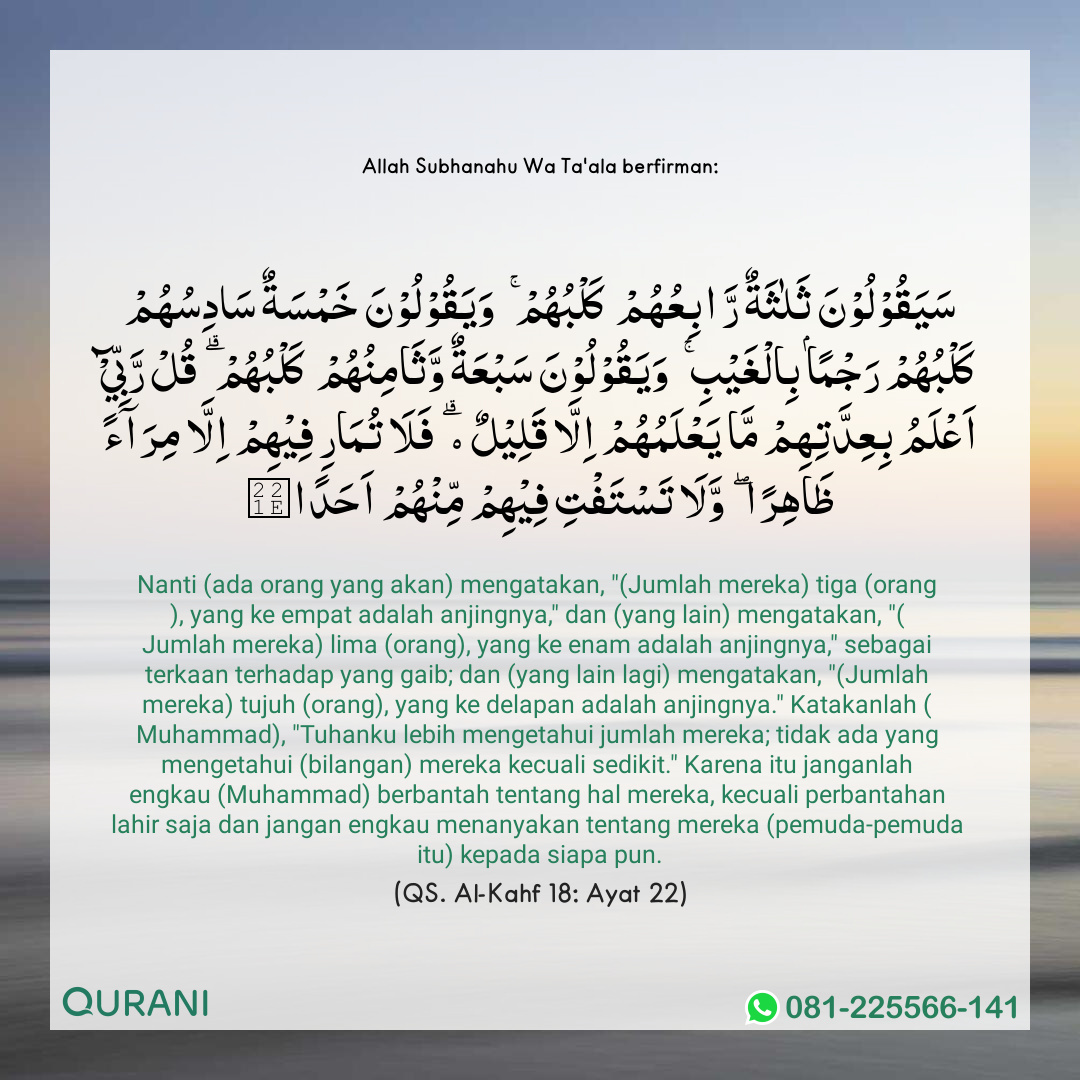 Allah Subhanahu Wa Ta'ala berfirman:
سَيَقُوْلُوْنَ ثَلٰثَةٌ رَّا بِعُهُمْ كَلْبُهُمْ ۚ وَيَقُوْلُوْنَ خَمْسَةٌ سَادِسُهُمْ
كَلْبُهُمْ رَجْمًاۢ بِالْغَيْبِ ۚ وَيَقُوْلُوْنَ سَبْعَةٌ وَّثَامِنُهُمْ كَلْبُهُمْ ۗ قُلْ رَّبِّيْۤ
اَعْلَمُ بِعِدَّتِهِمْ مَّا يَعْلَمُهُمْ اِلَّا قَلِيْلٌ ۗ فَلَا تُمَارِ فِيْهِمْ اِلَّا مِرَآءً
ظَاهِرًا ۖ وَّلَا تَسْتَفْتِ فِيْهِمْ مِّنْهُمْ اَحَدًا
Nanti (ada orang yang akan) mengatakan, "(Jumlah mereka) tiga (orang
), yang ke empat adalah anjingnya," dan (yang lain) mengatakan, "(
Jumlah mereka) lima (orang), yang ke enam adalah anjingnya," sebagai
terkaan terhadap yang gaib; dan (yang lain lagi) mengatakan, "(Jumlah
mereka) tujuh (orang), yang ke delapan adalah anjingnya." Katakanlah (
Muhammad), "Tuhanku lebih mengetahui jumlah mereka; tidak ada yang
mengetahui (bilangan) mereka kecuali sedikit." Karena itu janganlah
engkau (Muhammad) berbantah tentang hal mereka, kecuali perbantahan
lahir saja dan jangan engkau menanyakan tentang mereka (pemuda-pemuda
itu) kepada siapa pun.
(QS. Al-Kahf 18: Ayat 22)
QURANI
081-225566-141